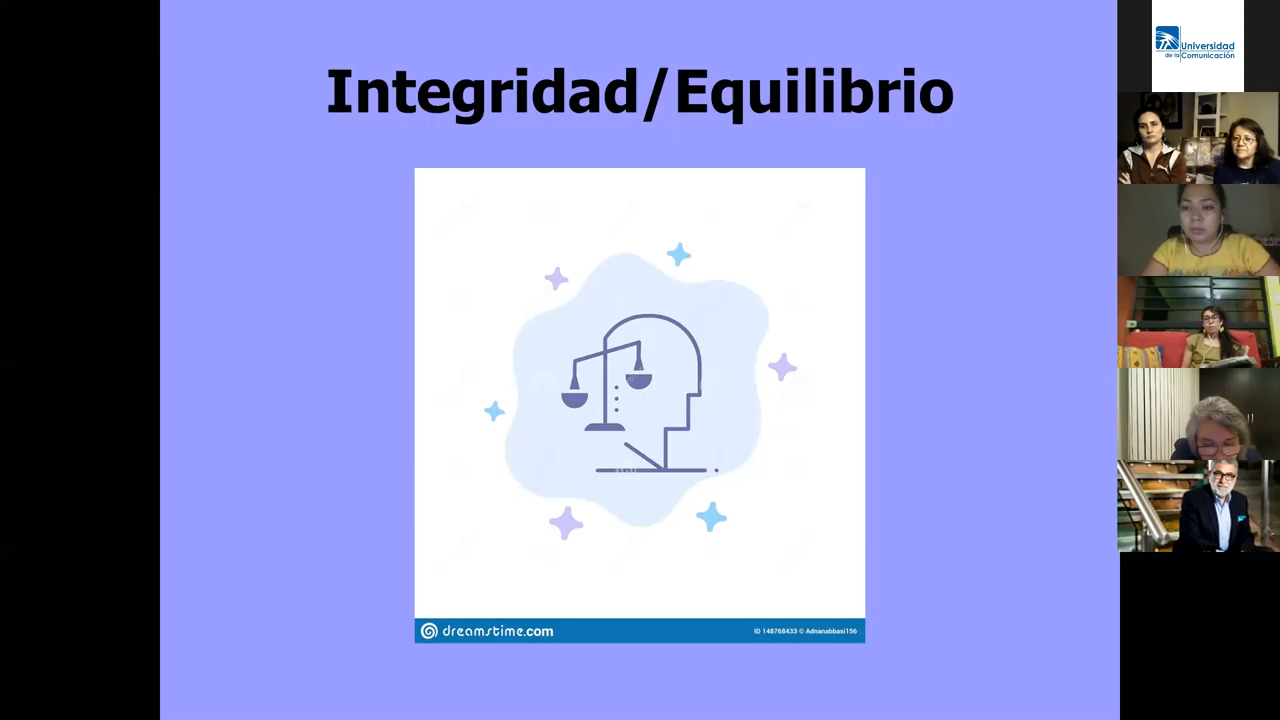 Integridad/Equilibrio
dreamstime.com
ID 148768433 © Adnanabbasi156
Universidad
de la Comunicación